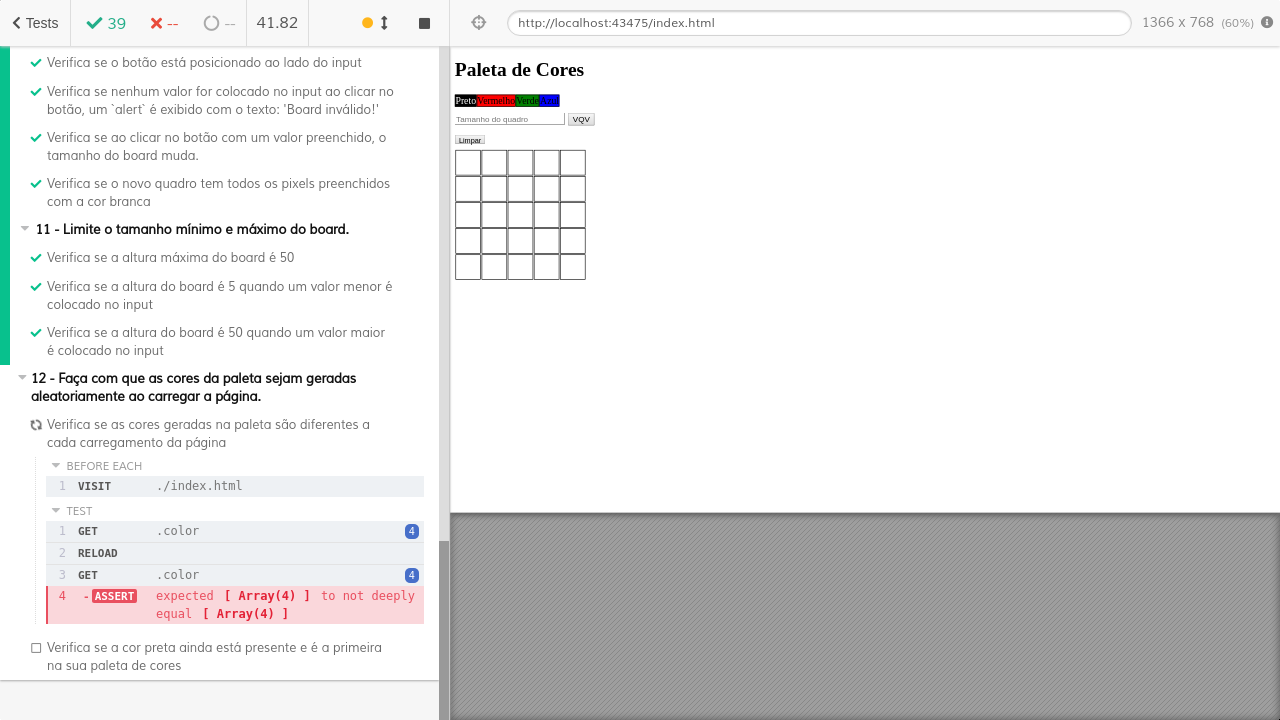 Tests
39
--
--
41.82
http://localhost:43475/index.html
1366 x 768 (60%)
Verifica se o botão está posicionado ao lado do input
Verifica se nenhum valor for colocado no input ao clicar no
botão, um `alert` é exibido com o texto: 'Board inválido!'
Verifica se ao clicar no botão com um valor preenchido, o
tamanho do board muda.
Verifica se o novo quadro tem todos os pixels preenchidos
com a cor branca
11 - Limite o tamanho mínimo e máximo do board.
Verifica se a altura máxima do board é 50
Verifica se a altura do board é 5 quando um valor menor é
colocado no input
Verifica se a altura do board é 50 quando um valor maior
é colocado no input
12 - Faça com que as cores da paleta sejam geradas
aleatoriamente ao carregar a página.
Verifica se as cores geradas na paleta são diferentes a
cada carregamento da página
BEFORE EACH
1 VISIT ./index.html
TEST
1 GET .color 4
2 RELOAD
3 GET .color 4
4 -ASSERT expected [ Array(4) ] to not deeply
equal [ Array(4) ]
Verifica se a cor preta ainda está presente e é a primeira
na sua paleta de cores
Paleta de Cores
Preto Vermelho Verde Azul
Tamanho do quadro VQV
Limpar